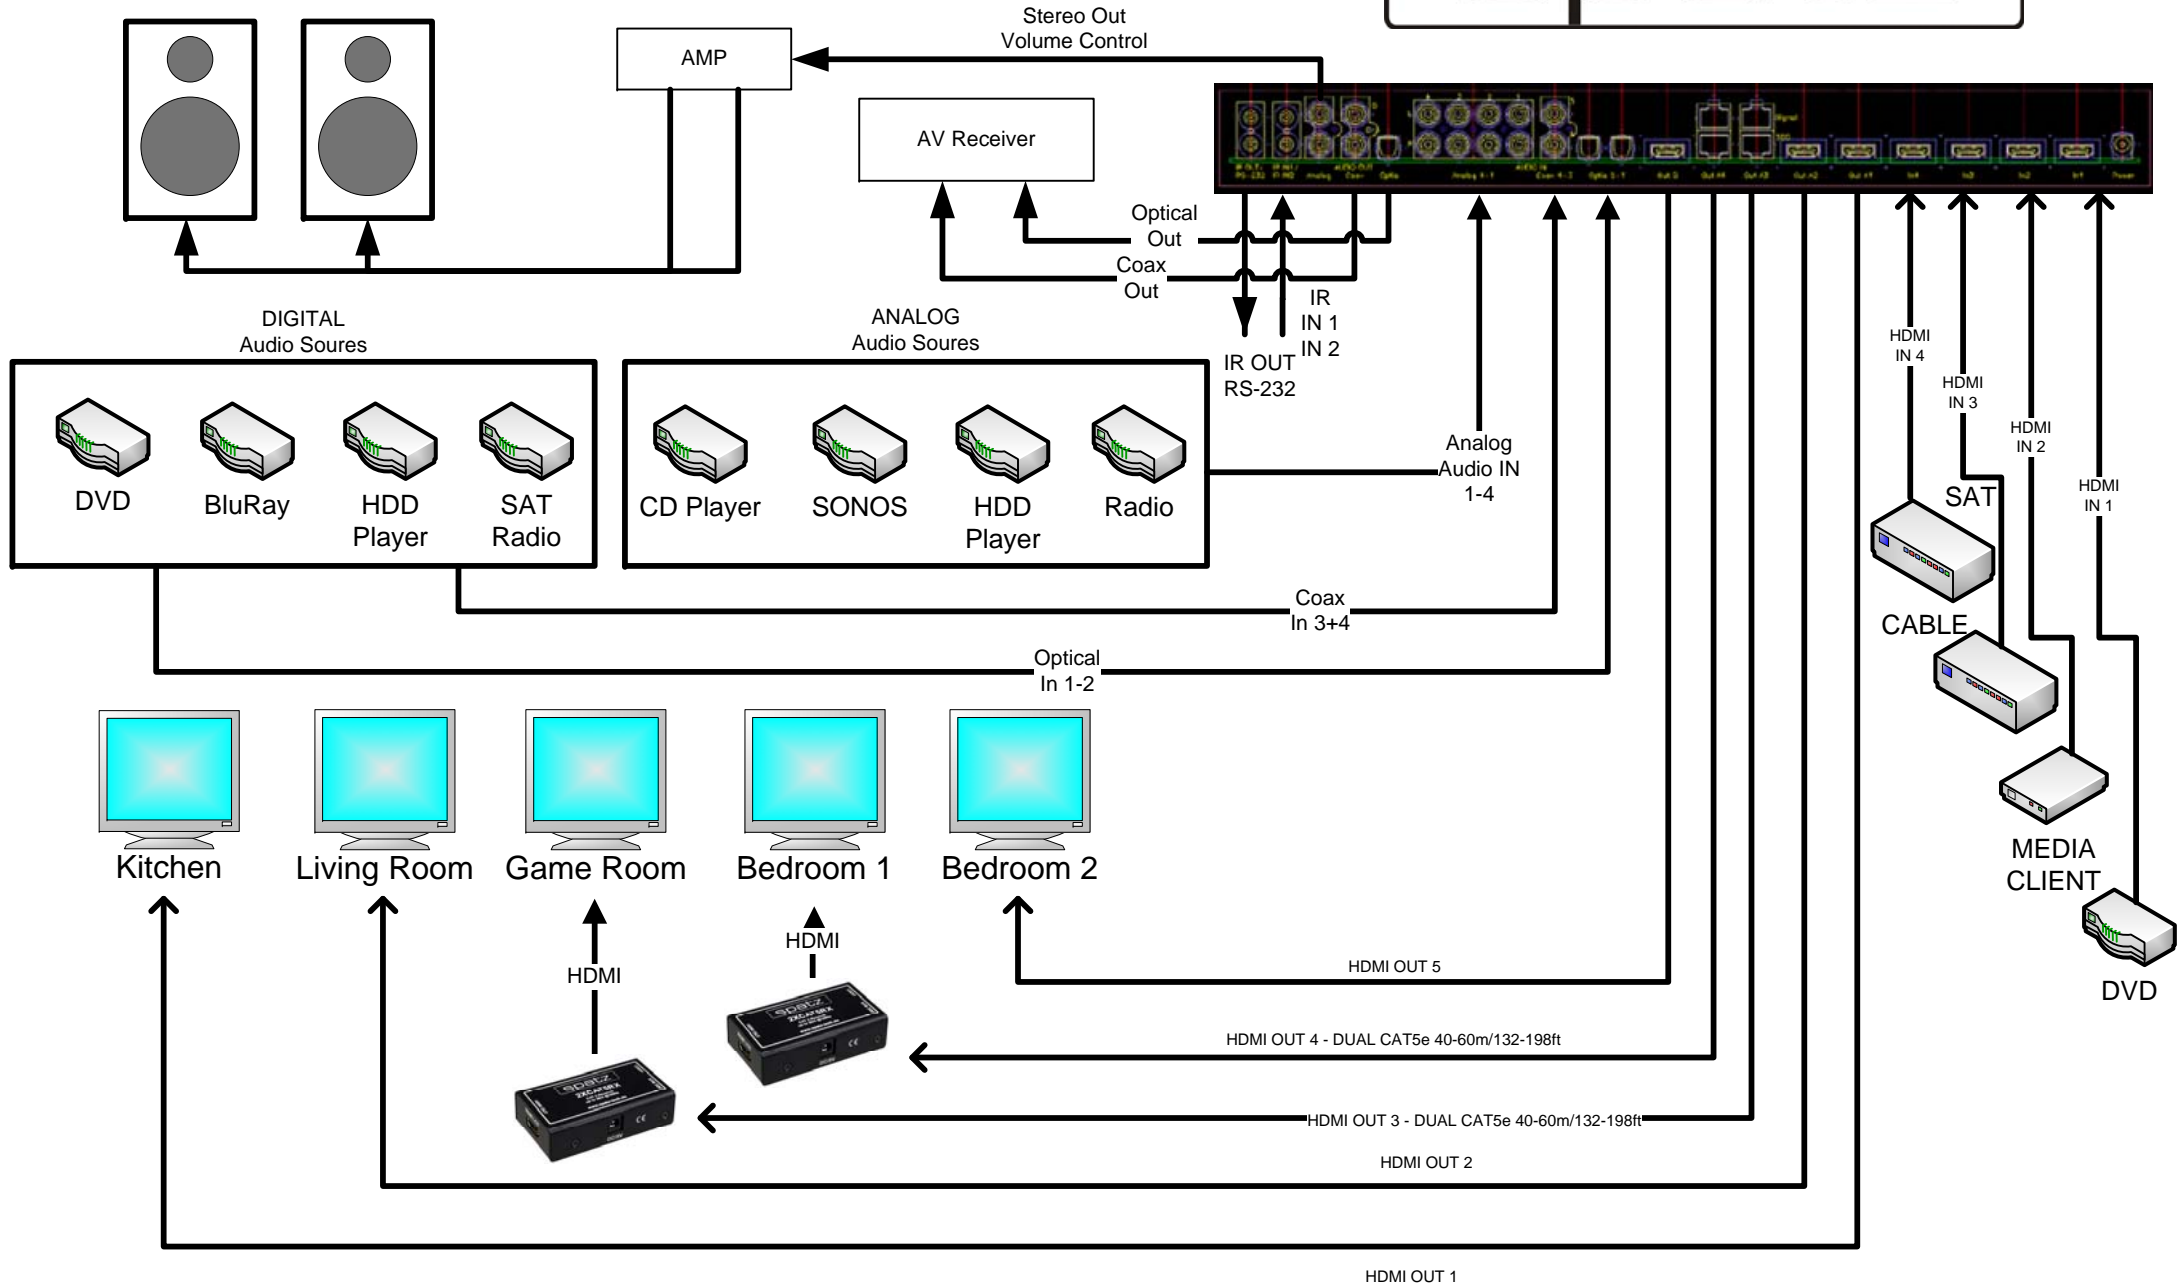 Stereo Out
Volume Control
AMP
AV Receiver
Optical
Out
Coax
Out
IR
IN 1
IN 2
IR OUT
RS-232
DIGITAL
Audio Soures
ANALOG
Audio Soures
DVD
BluRay
HDD
Player
SAT
Radio
CD Player
SONOS
HDD
Player
Radio
Analog
Audio IN
1-4
HDMI
IN 4
HDMI
IN 3
HDMI
IN 2
HDMI
IN 1
SAT
CABLE
MEDIA
CLIENT
DVD
Coax
In 3+4
Optical
In 1-2
Kitchen
Living Room
Game Room
Bedroom 1
Bedroom 2
HDMI
HDMI
spatz
2XCAT5RX
spatz
2XCAT5RX
HDMI OUT 5
HDMI OUT 4 - DUAL CAT5e 40-60m/132-198ft
HDMI OUT 3 - DUAL CAT5e 40-60m/132-198ft
HDMI OUT 2
HDMI OUT 1